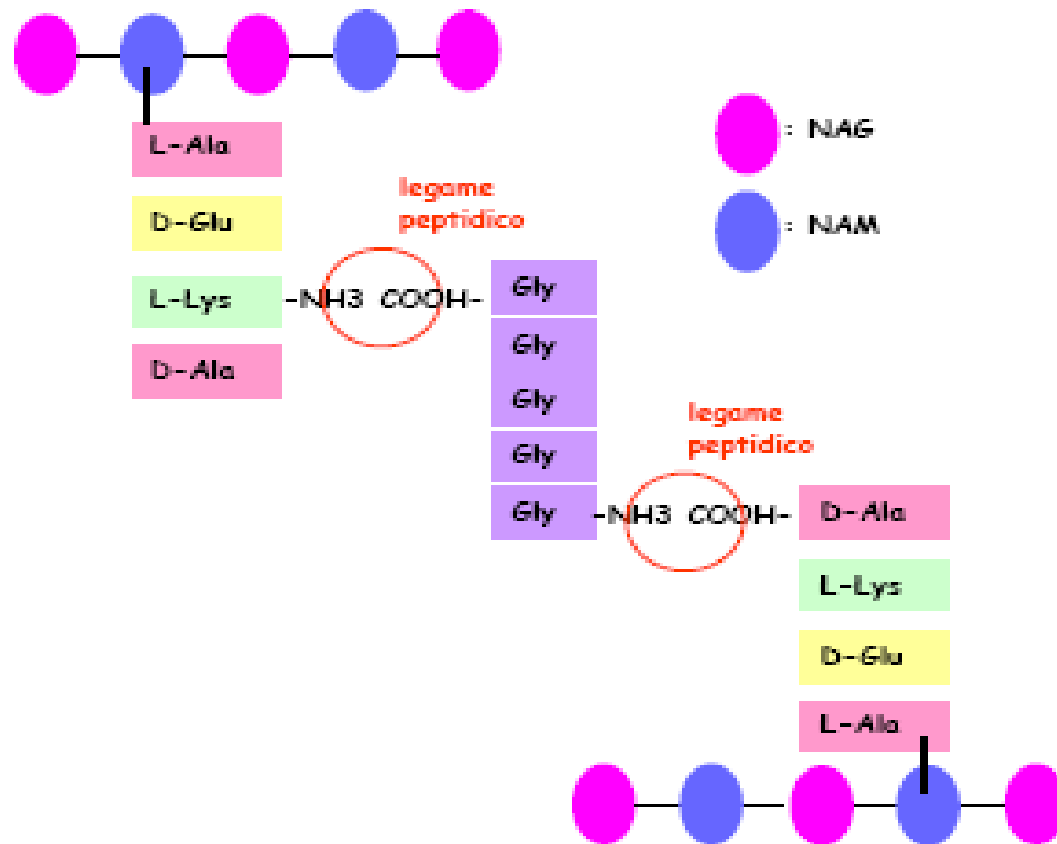 : NAG
: NAM
L-Ala
D-Glu
L-Lys
D-Ala
legame
peptidico
-NH3 COOH-
Gly
Gly
Gly
Gly
Gly
legame
peptidico
-NH3 COOH-
D-Ala
L-Lys
D-Glu
L-Ala